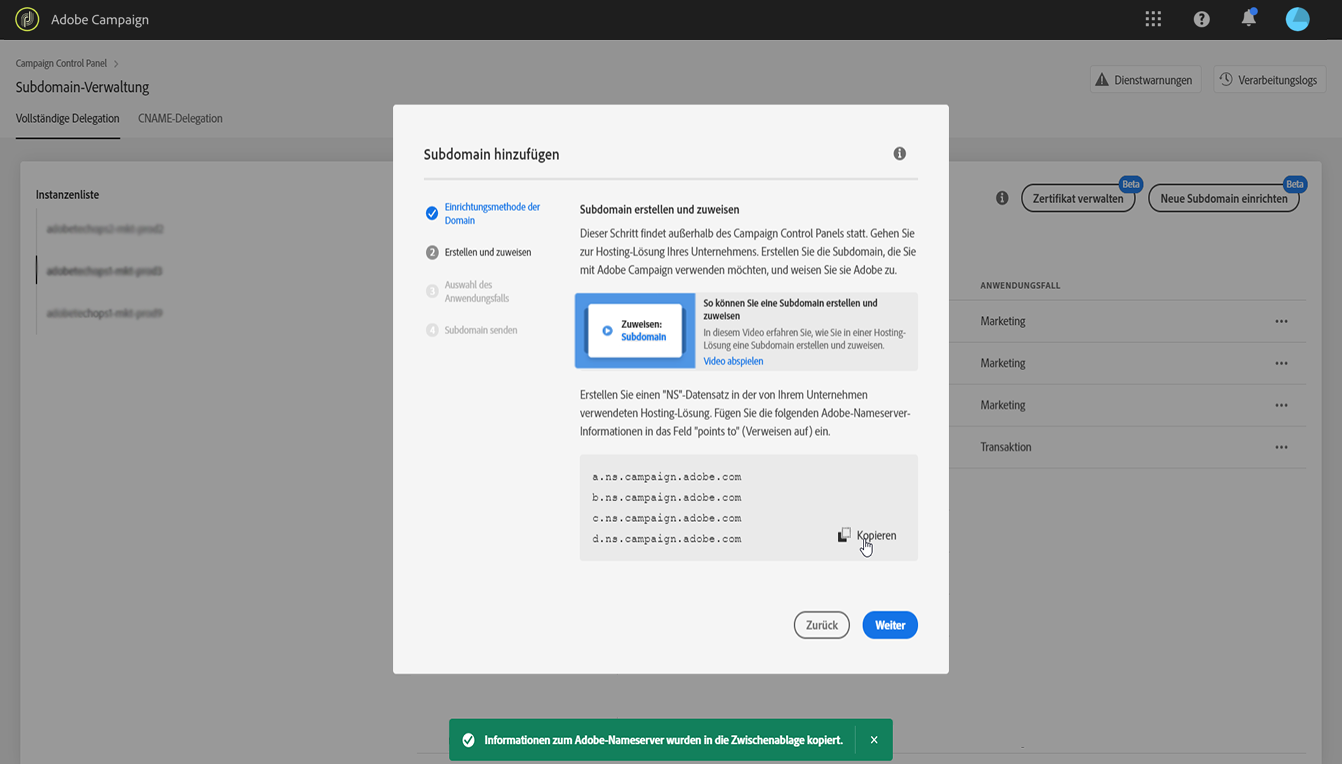 Adobe Campaign
Campaign Control Panel
Subdomain-Verwaltung
Dienstwarnungen
Verarbeitungslogs
Vollständige Delegation
CNAME-Delegation
Instanzenliste
Zertifikat verwalten
Beta
Neue Subdomain einrichten
Beta
ANWENDUNGSFALL
Marketing
Marketing
Marketing
Transaktion
Subdomain hinzufügen
Einrichtungsmethode der
Domain
2 Erstellen und zuweisen
3 Auswahl des
Anwendungsfalls
4 Subdomain senden
Subdomain erstellen und zuweisen
Dieser Schritt findet außerhalb des Campaign Control Panels statt. Gehen Sie
zur Hosting-Lösung Ihres Unternehmens. Erstellen Sie die Subdomain, die Sie
mit Adobe Campaign verwenden möchten, und weisen Sie sie Adobe zu.
Zuweisen:
Subdomain
So können Sie eine Subdomain erstellen und
zuweisen
In diesem Video erfahren Sie, wie Sie in einer Hosting-
Lösung eine Subdomain erstellen und zuweisen.
Video abspielen
Erstellen Sie einen "NS"-Datensatz in der von Ihrem Unternehmen
verwendeten Hosting-Lösung. Fügen Sie die folgenden Adobe-Nameserver-
Informationen in das Feld "points to" (Verweisen auf) ein.
a.ns.campaign.adobe.com
b.ns.campaign.adobe.com
c.ns.campaign.adobe.com
d.ns.campaign.adobe.com
Kopieren
Zurück
Weiter
Informationen zum Adobe-Nameserver wurden in die Zwischenablage kopiert.